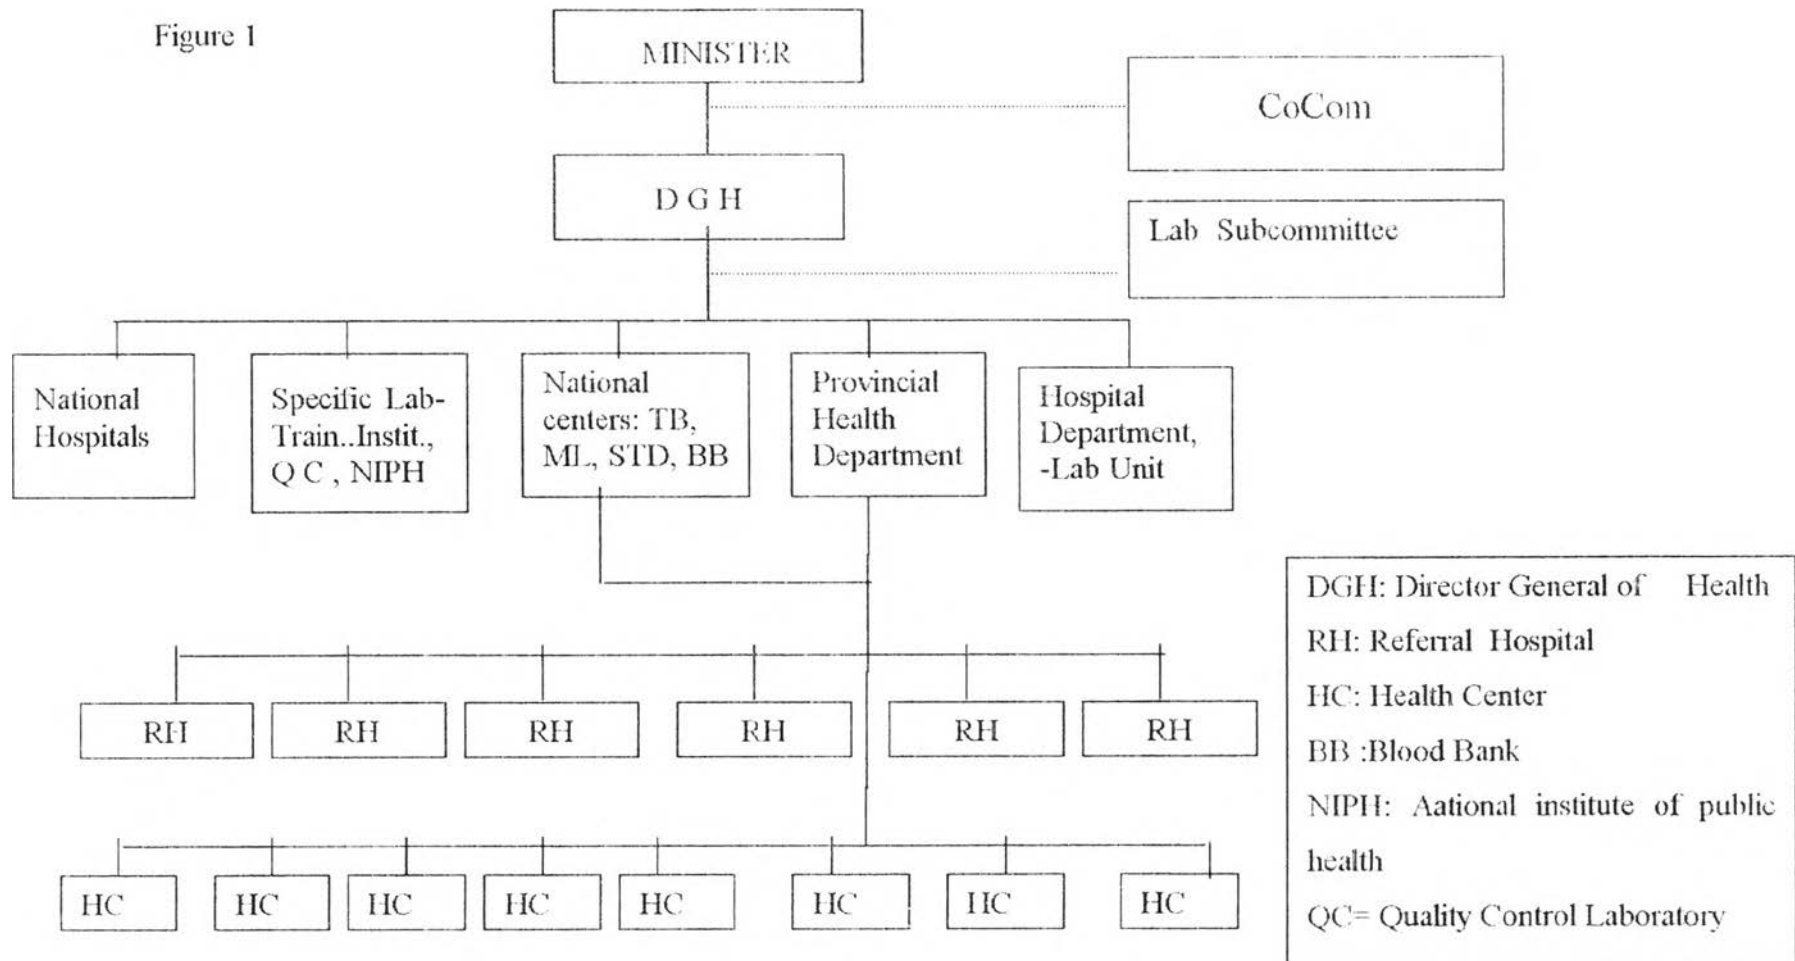 Figure 1
MINISTER
CoCom
D G H
Lab Subcommittee
National
Hospitals
Specific Lab-
Train..Instit.,
Q C , NIPH
National
centers: TB,
ML, STD, BB
Provincial
Health
Department
Hospital
Department,
-Lab Unit
RH
RH
RH
RH
RH
RH
HC
HC
HC
HC
HC
HC
HC
HC
DGH: Director General of Health
RH: Referral Hospital
HC: Health Center
BB :Blood Bank
NIPH: Aational institute of public
health
QC= Quality Control Laboratory